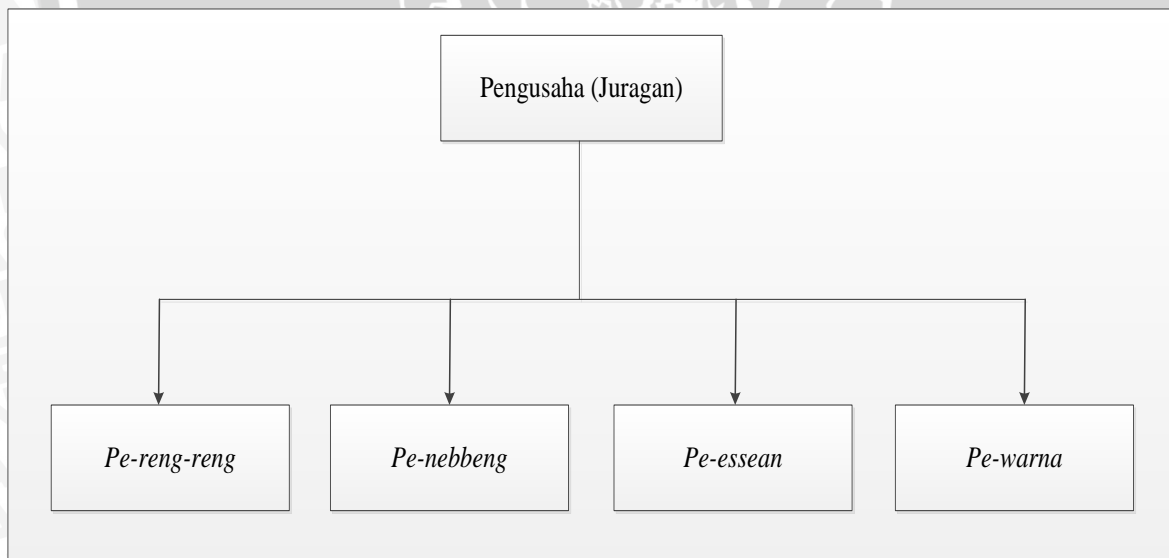 Pengusaha (Juragan)
Pe-reng-reng
Pe-nebbeng
Pe-essean
Pe-warna